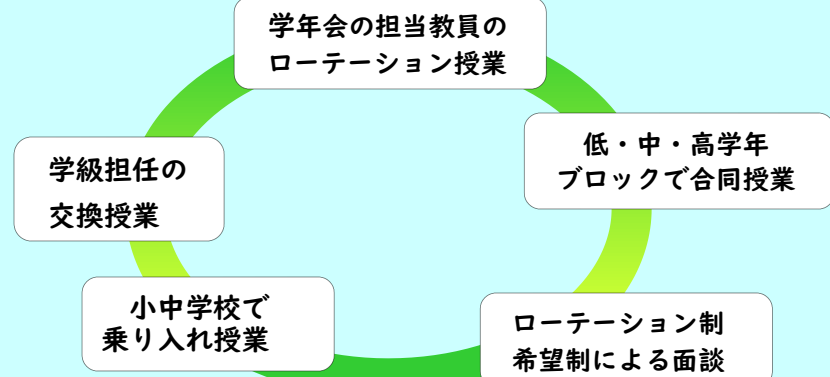 学年会の担当教員の
ローテーション授業
低・中・高学年
ブロックで合同授業
学級担任の
交換授業
小中学校で
乗り入れ授業
ローテーション制
希望制による面談